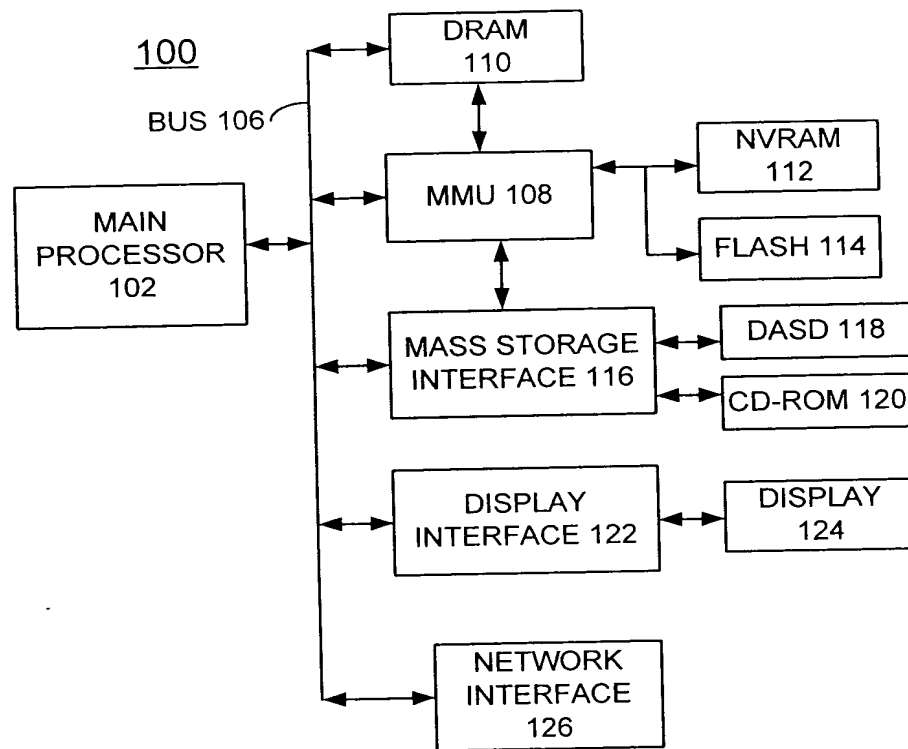 100
DRAM
110
BUS 106
NVRAM
112
MMU 108
MAIN
PROCESSOR
102
FLASH 114
MASS STORAGE
INTERFACE 116
DASD 118
CD-ROM 120
DISPLAY
INTERFACE 122
DISPLAY
124
NETWORK
INTERFACE
126